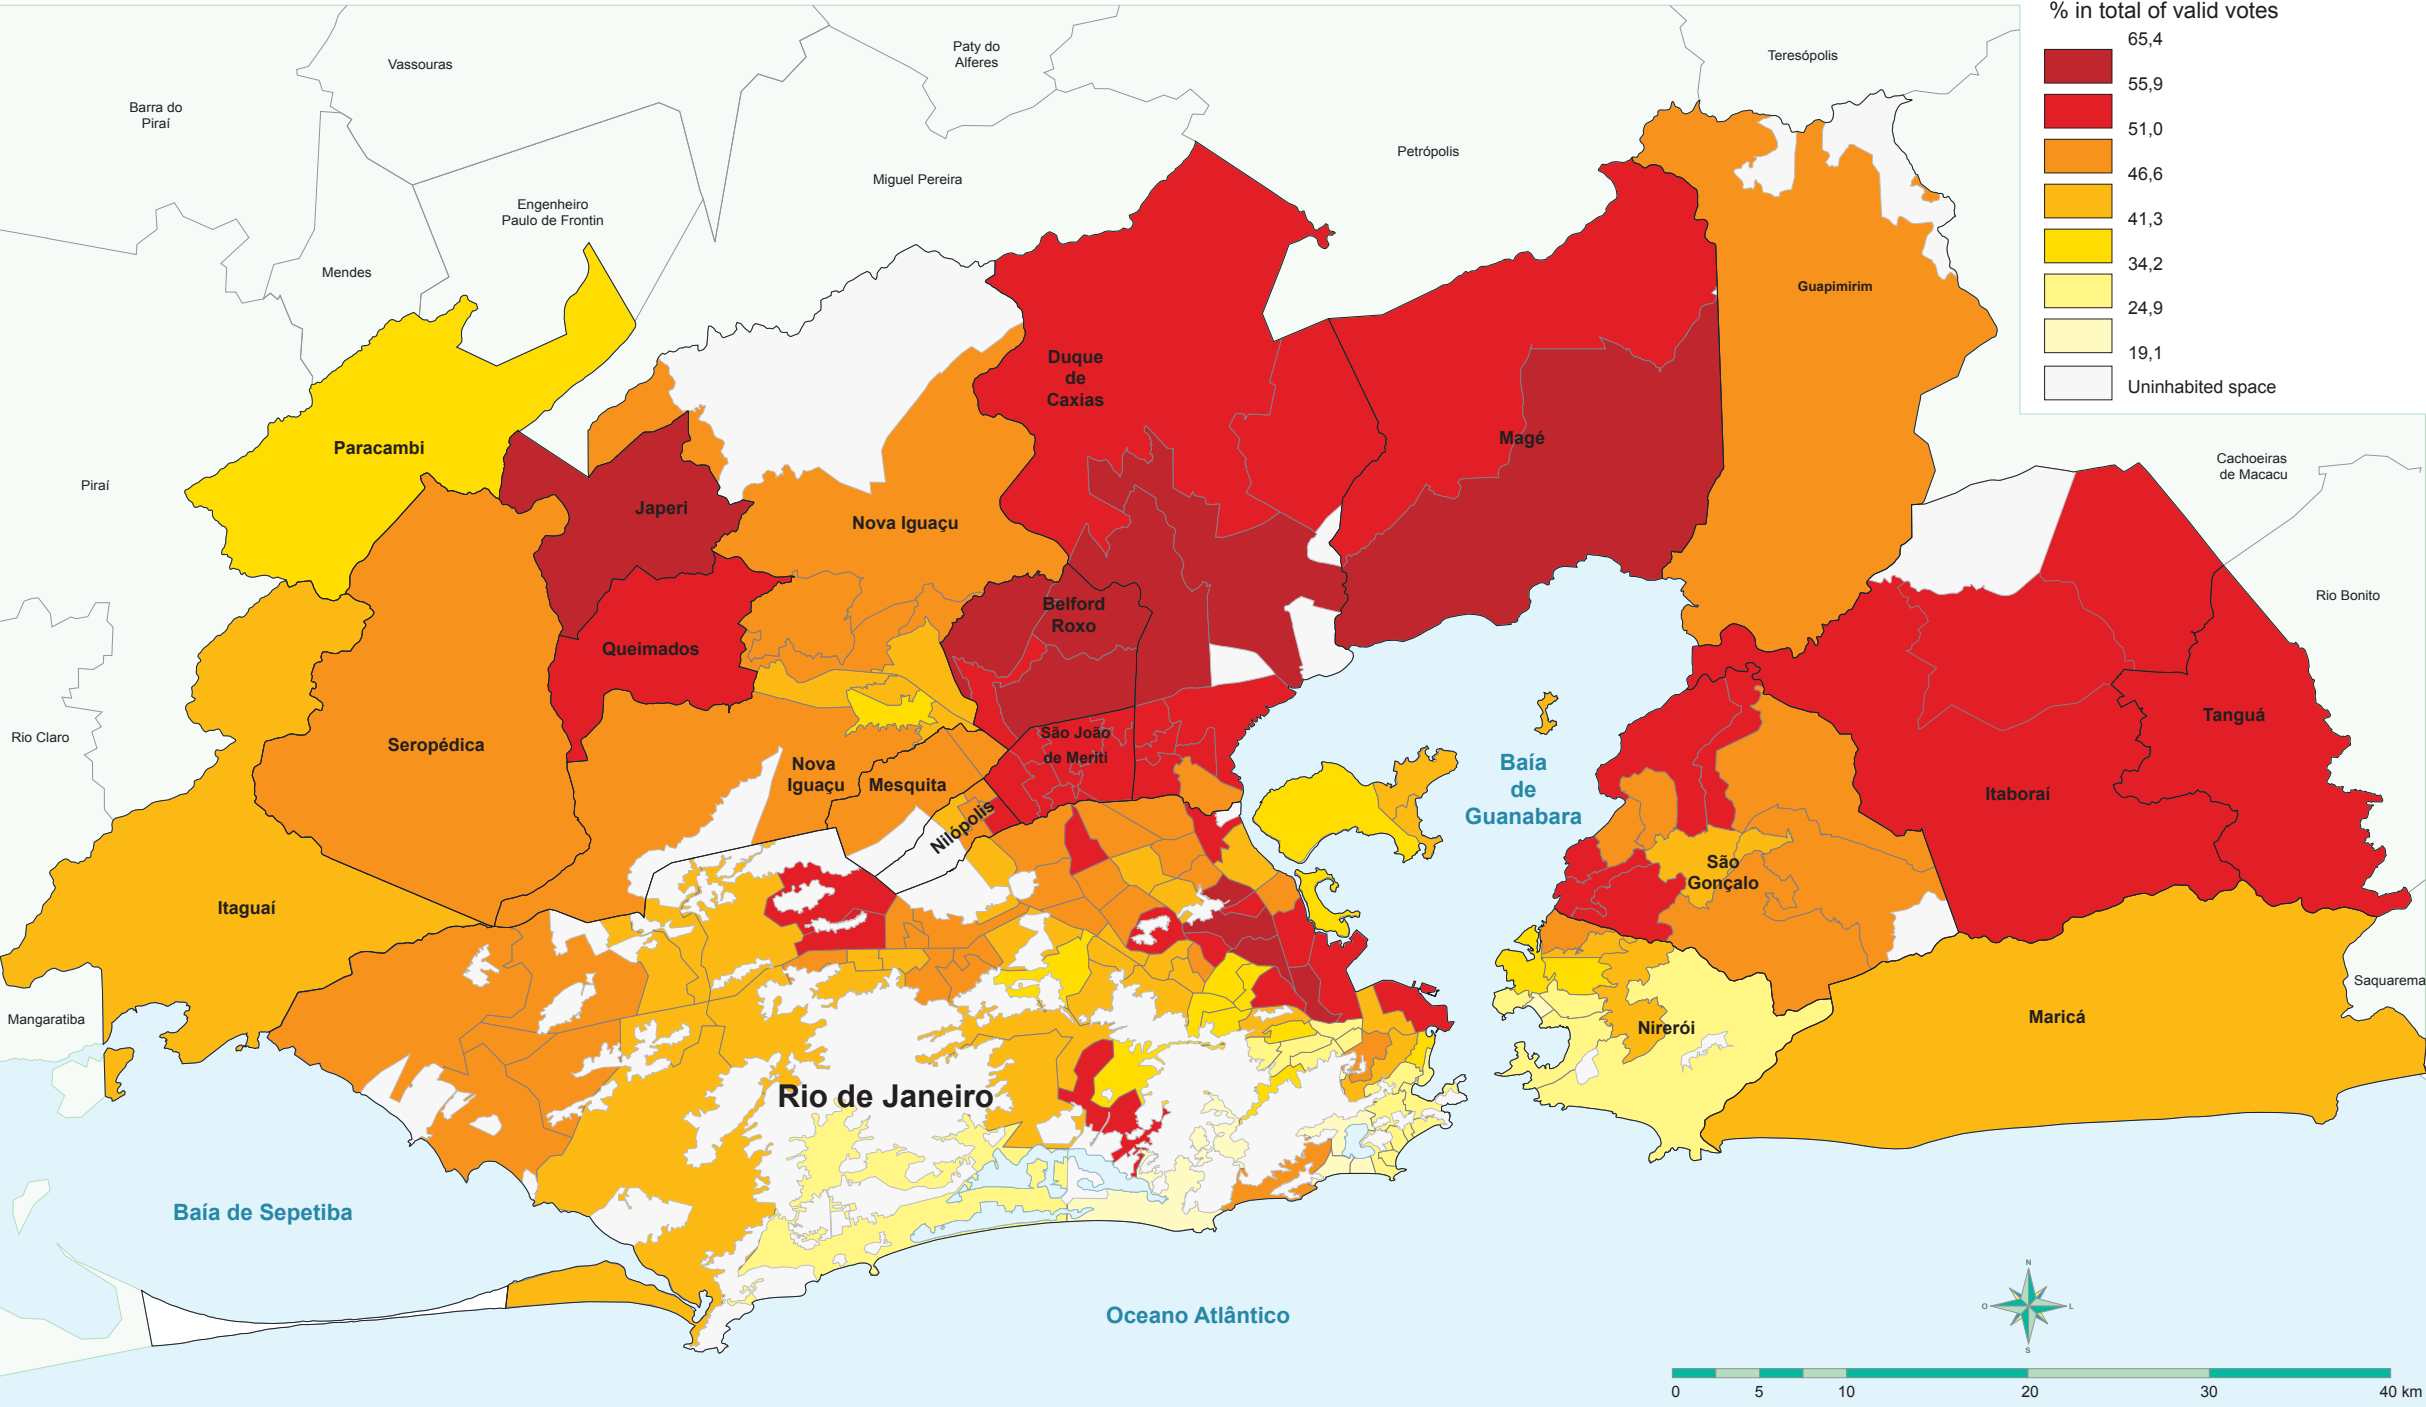 % in total of valid votes
65,4
55,9
51,0
46,6
41,3
34,2
24,9
19,1
Uninhabited space
Paty do
Alferes
Teresópolis
Vassouras
Barra do
Piraí
Petrópolis
Miguel Pereira
Engenheiro
Paulo de Frontin
Mendes
Guapimirim
Duque
de
Caxias
Paracambi
Magé
Cachoeiras
de Macacu
Piraí
Japeri
Nova Iguaçu
Rio Bonito
Belford
Roxo
Queimados
Tanguá
Rio Claro
Seropédica
São João
de Meriti
Baía
de
Guanabara
Nova
Iguaçu
Mesquita
Itaboraí
Nilópolis
São
Gonçalo
Itaguaí
Saquarema
Mangaratiba
Nirerói
Maricá
Rio de Janeiro
Baía de Sepetiba
Oceano Atlântico
N
O
L
S
0
5
10
20
30
40 km